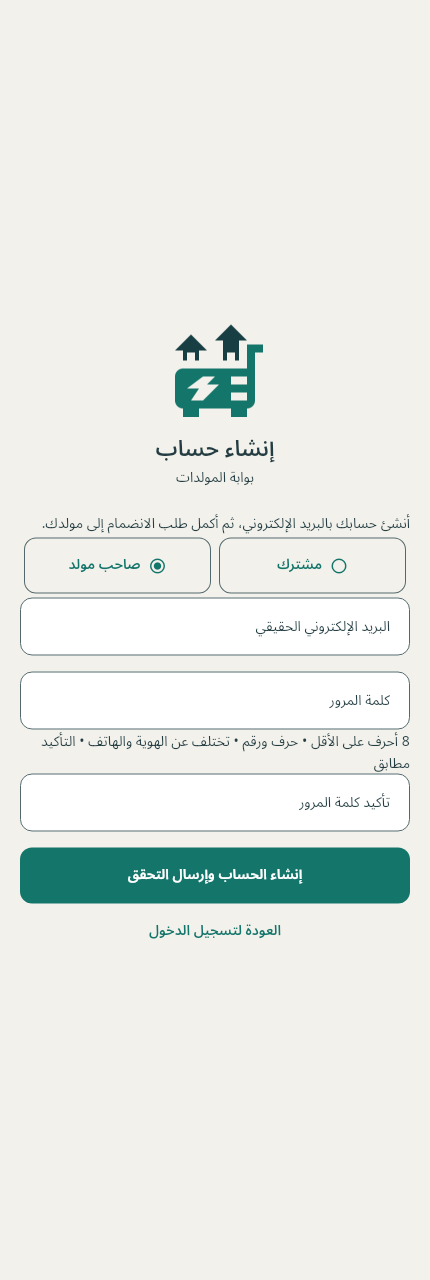 إنشاء حساب
بوابة المولدات
أنشئ حسابك بالبريد الإلكتروني، ثم أكمل طلب الانضمام إلى مولدك.
مشترك
صاحب مولد
البريد الإلكتروني الحقيقي
كلمة المرور
8 أحرف على الأقل • حرف ورقم • تختلف عن الهوية والهاتف • التأكيد
مطابق
تأكيد كلمة المرور
إنشاء الحساب وإرسال التحقق
العودة لتسجيل الدخول